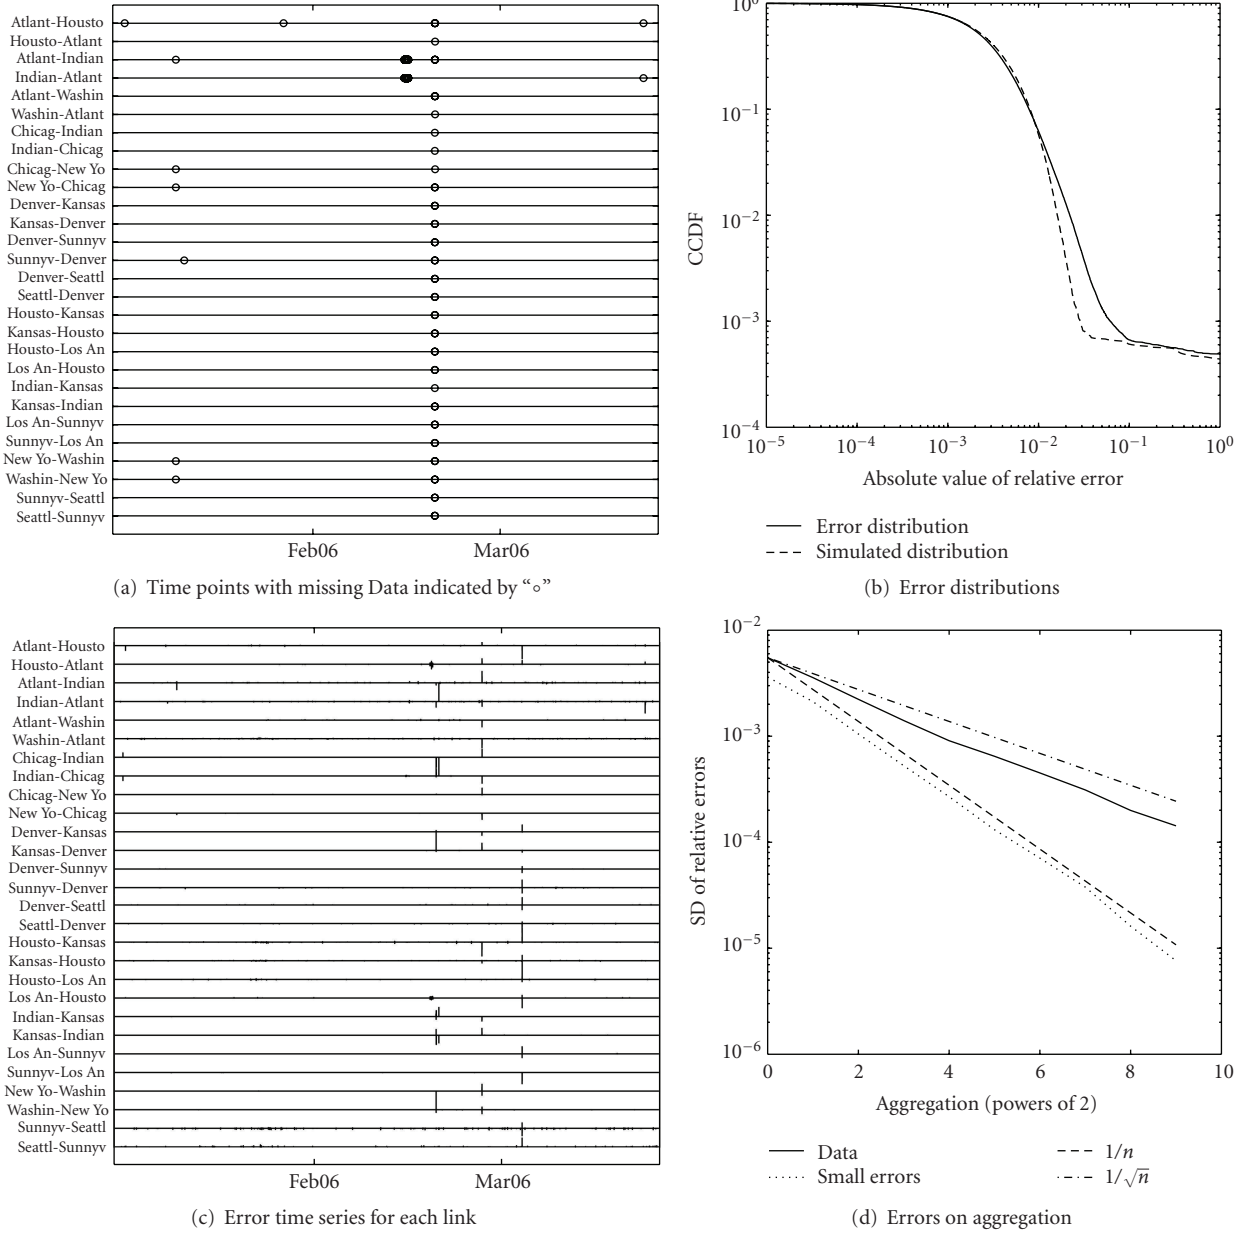 Atlant-Housto
Housto-Atlant
Atlant-Indian
Indian-Atlant
Atlant-Washin
Washin-Atlant
Chicag-Indian
Indian-Chicag
Chicag-New Yo
New Yo-Chicag
Denver-Kansas
Kansas-Denver
Denver-Sunnyv
Sunnyv-Denver
Denver-Seattl
Seattl-Denver
Housto-Kansas
Kansas-Housto
Housto-Los An
Los An-Housto
Indian-Kansas
Kansas-Indian
Los An-Sunnyv
Sunnyv-Los An
New Yo-Washin
Washin-New Yo
Sunnyv-Seattl
Seattl-Sunnyv
Feb06 Mar06
(a) Time points with missing Data indicated by “∘”
10⁰
10⁻¹
10⁻²
10⁻³
10⁻⁴
CCDF
10⁻⁵ 10⁻⁴ 10⁻³ 10⁻² 10⁻¹ 10⁰
Absolute value of relative error
Error distribution
Simulated distribution
(b) Error distributions
Atlant-Housto
Housto-Atlant
Atlant-Indian
Indian-Atlant
Atlant-Washin
Washin-Atlant
Chicag-Indian
Indian-Chicag
Chicag-New Yo
New Yo-Chicag
Denver-Kansas
Kansas-Denver
Denver-Sunnyv
Sunnyv-Denver
Denver-Seattl
Seattl-Denver
Housto-Kansas
Kansas-Housto
Housto-Los An
Los An-Housto
Indian-Kansas
Kansas-Indian
Los An-Sunnyv
Sunnyv-Los An
New Yo-Washin
Washin-New Yo
Sunnyv-Seattl
Seattl-Sunnyv
Feb06 Mar06
(c) Error time series for each link
10⁻²
10⁻³
10⁻⁴
10⁻⁵
10⁻⁶
SD of relative errors
0 2 4 6 8 10
Aggregation (powers of 2)
Data
Small errors
1/n
1/√n
(d) Errors on aggregation